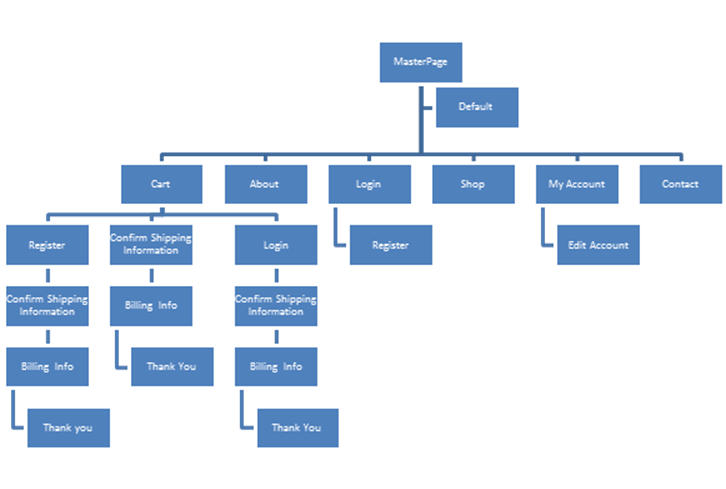 MasterPage
Default
Cart
About
Login
Shop
My Account
Contact
Register
Confirm Shipping
Information
Login
Register
Edit Account
Confirm Shipping
Information
Billing Info
Confirm Shipping
Information
Billing Info
Thank You
Billing Info
Thank you
Thank You